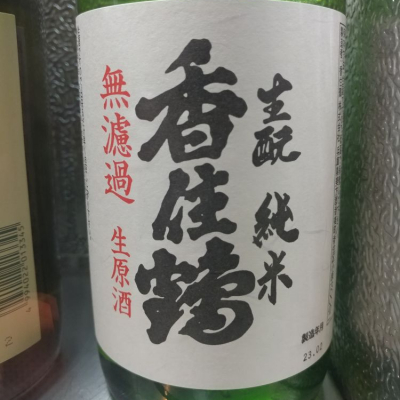 生酛 純米
香住鶴
無濾過 生原酒
製造年月
23.02